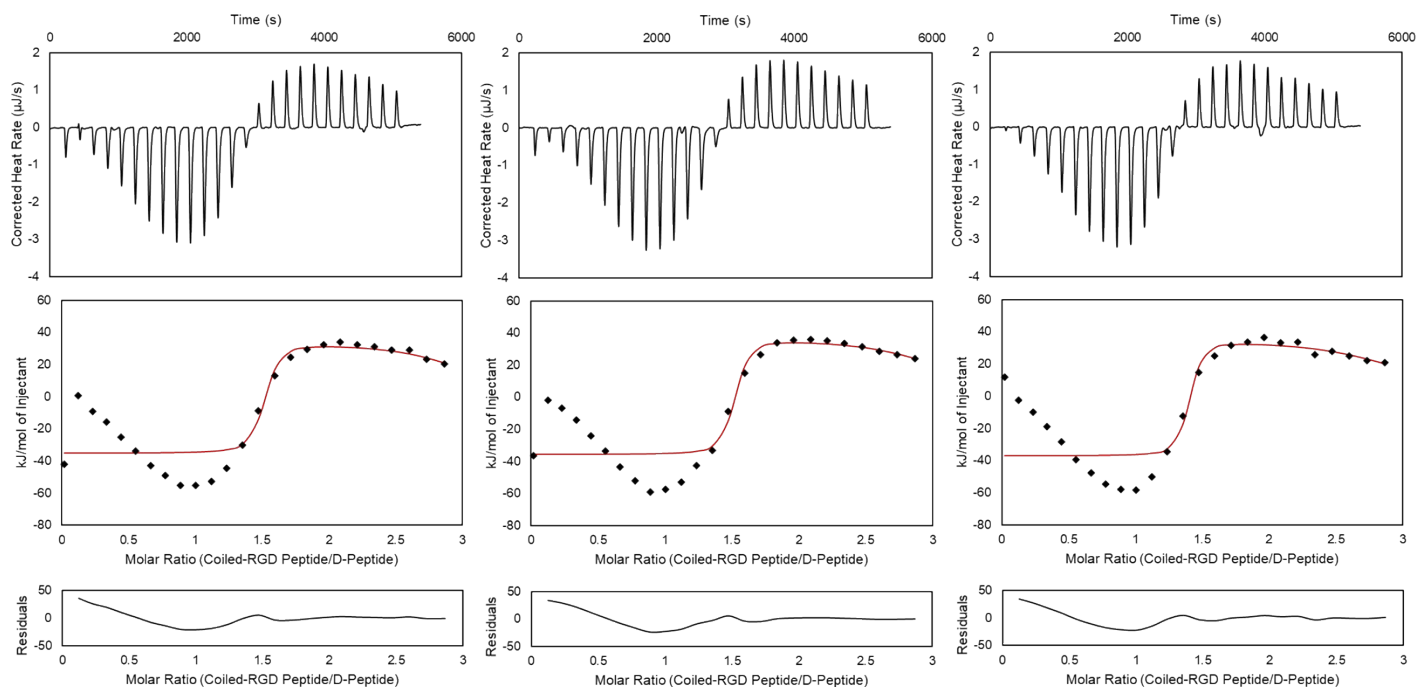 Time (s)
0 2000 4000 6000
Corrected Heat Rate (µJ/s)
2
1
0
-1
-2
-3
-4
kJ/mol of Injectant
60
40
20
0
-20
-40
-60
-80
0 0.5 1 1.5 2 2.5 3
Molar Ratio (Coiled-RGD Peptide/D-Peptide)
Residuals
50
0
-50
0 0.5 1 1.5 2 2.5 3
Molar Ratio (Coiled-RGD Peptide/D-Peptide)
Time (s)
0 2000 4000 6000
Corrected Heat Rate (µJ/s)
2
1
0
-1
-2
-3
-4
kJ/mol of Injectant
60
40
20
0
-20
-40
-60
-80
0 0.5 1 1.5 2 2.5 3
Molar Ratio (Coiled-RGD Peptide/D-Peptide)
Residuals
50
0
-50
0 0.5 1 1.5 2 2.5 3
Molar Ratio (Coiled-RGD Peptide/D-Peptide)
Time (s)
0 2000 4000 6000
Corrected Heat Rate (µJ/s)
2
1
0
-1
-2
-3
-4
kJ/mol of Injectant
60
40
20
0
-20
-40
-60
-80
0 0.5 1 1.5 2 2.5 3
Molar Ratio (Coiled-RGD Peptide/D-Peptide)
Residuals
50
0
-50
0 0.5 1 1.5 2 2.5 3
Molar Ratio (Coiled-RGD Peptide/D-Peptide)